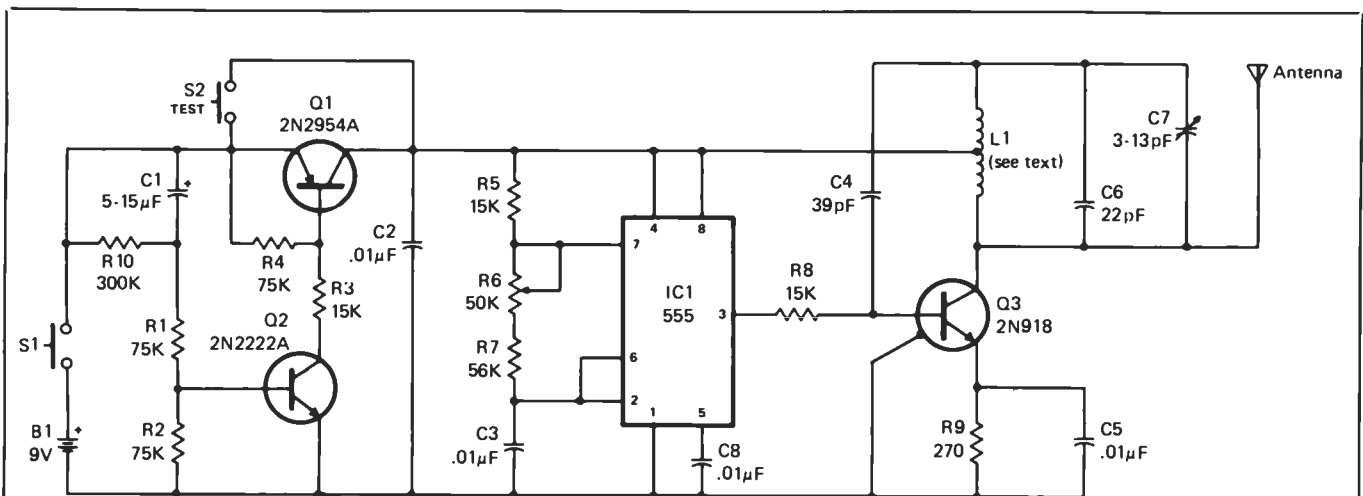 S2
TEST
Q1
2N2954A
C1
5-15µF
+
R10
300K
R4
75K
R3
15K
C2
.01µF
R1
75K
Q2
2N2222A
S1
B1
9V
+
R2
75K
R5
15K
R6
50K
R7
56K
C3
.01µF
4
8
7
IC1
555
3
6
2
1
5
C8
.01µF
C4
39pF
R8
15K
L1
(see text)
C6
22pF
C7
3-13pF
Antenna
Q3
2N918
R9
270
C5
.01µF